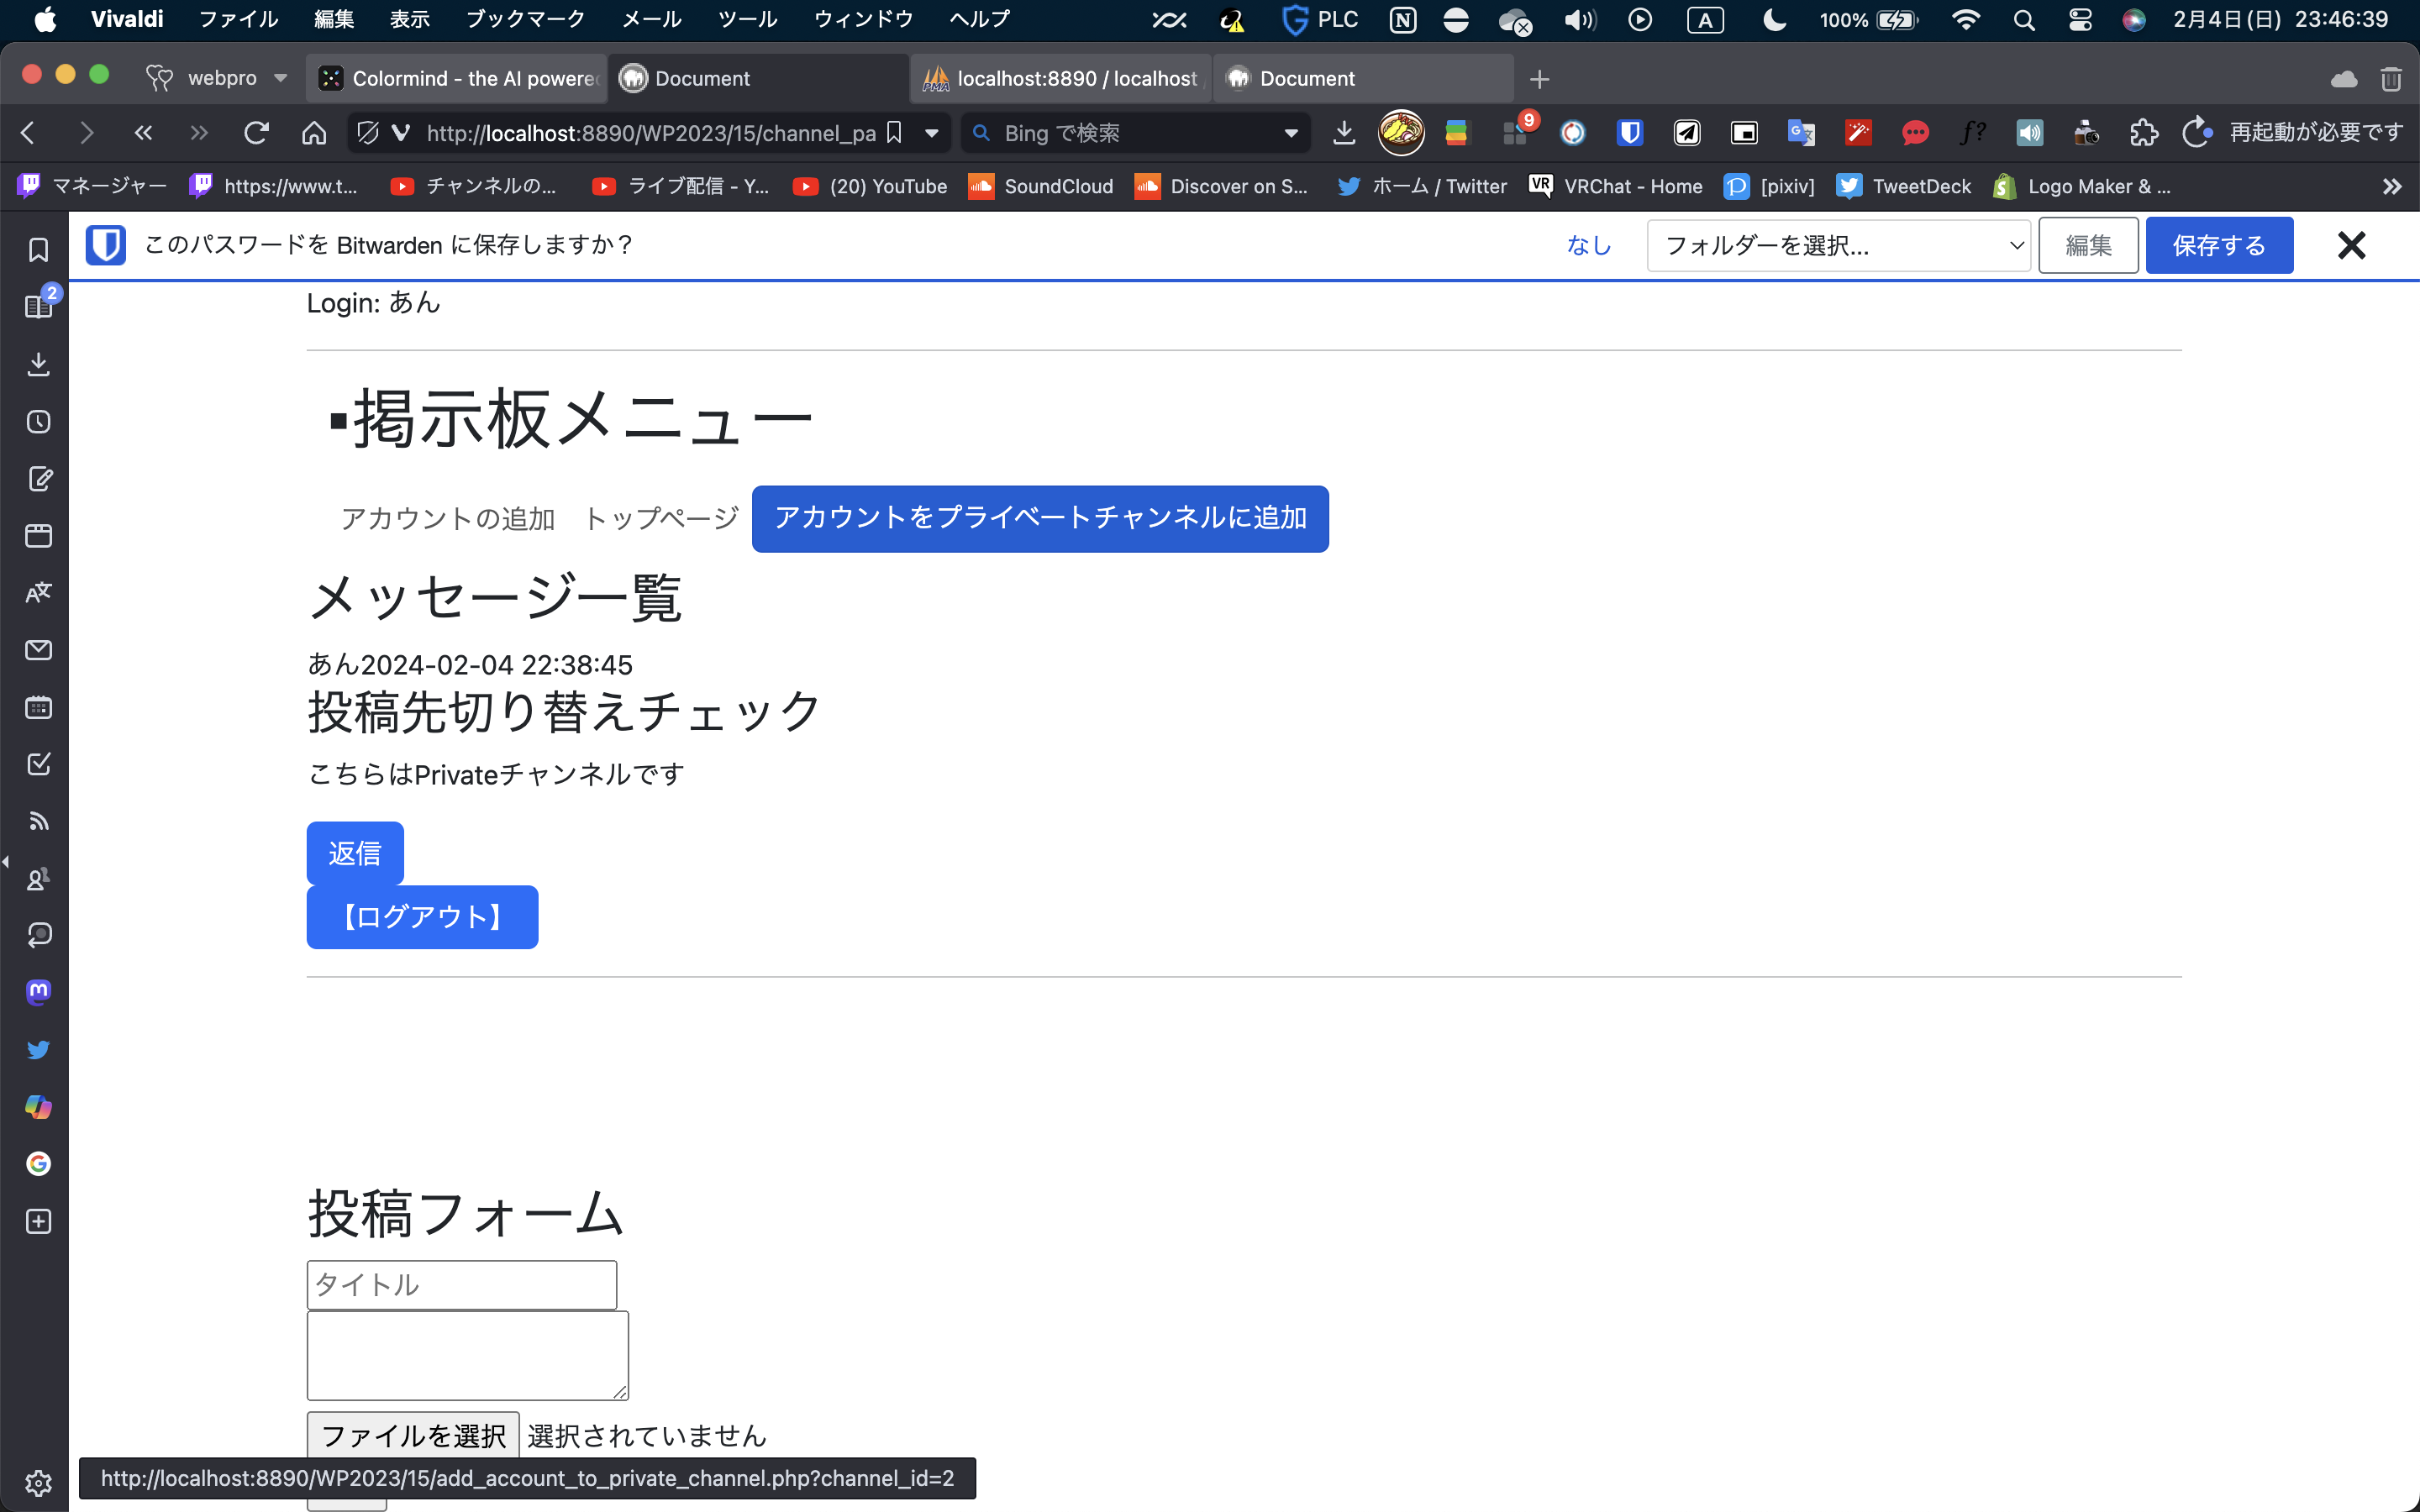 Vivaldi ファイル 編集 表示 ブックマーク メール ツール ウィンドウ ヘルプ PLC A 100% 2月4日(日) 23:46:39
webpro Colormind - the AI powere Document localhost:8890 / localhost Document
http://localhost:8890/WP2023/15/channel_pa Bing で検索 9 再起動が必要です
マネージャー https://www.t... チャンネルの... ライブ配信 - Y... (20) YouTube SoundCloud Discover on S... ホーム / Twitter VRChat - Home [pixiv] TweetDeck Logo Maker & ...
このパスワードを Bitwarden に保存しますか？ なし フォルダーを選択... 編集 保存する
2
Login: あん
▪掲示板メニュー
アカウントの追加 トップページ アカウントをプライベートチャンネルに追加
メッセージ一覧
あん2024-02-04 22:38:45
投稿先切り替えチェック
こちらはPrivateチャンネルです
返信
【ログアウト】
投稿フォーム
タイトル
ファイルを選択 選択されていません
http://localhost:8890/WP2023/15/add_account_to_private_channel.php?channel_id=2